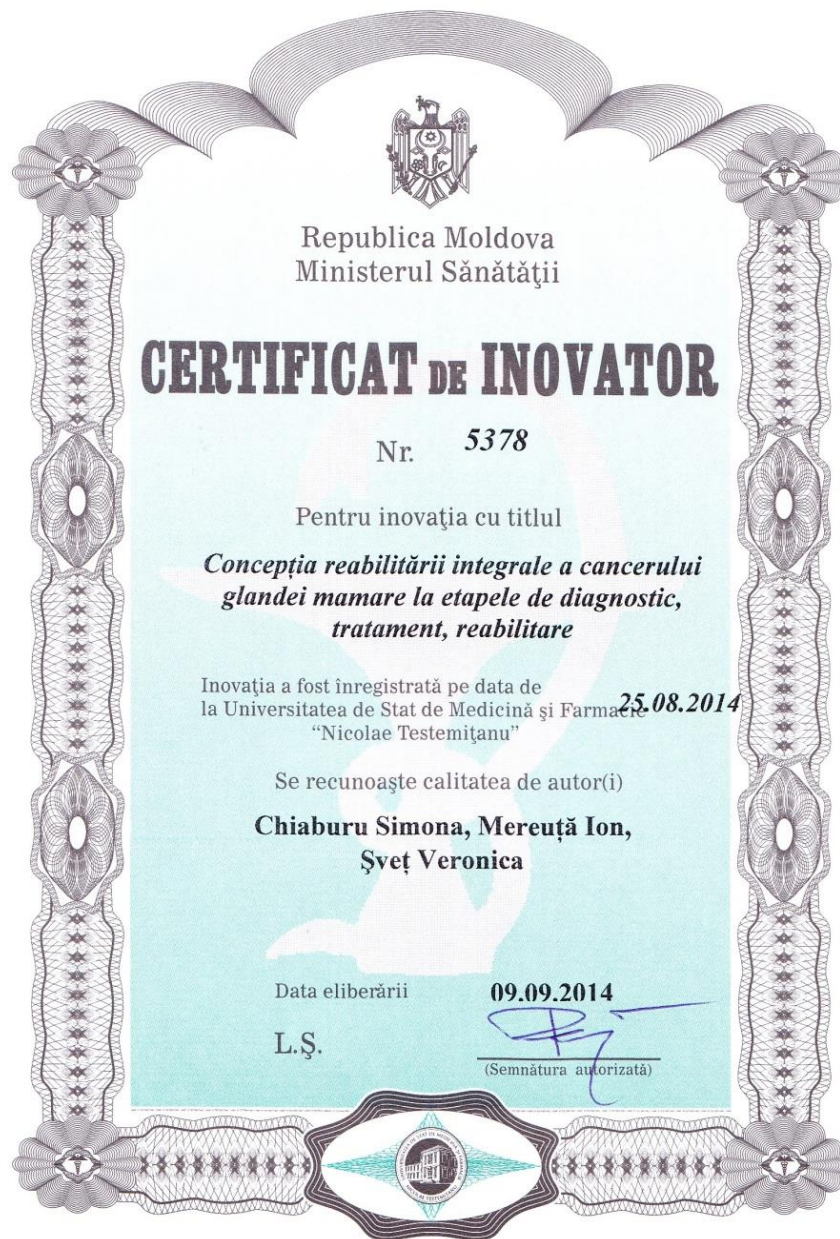 Republica Moldova
Ministerul Sănătăţii
CERTIFICAT DE INOVATOR
Nr. 5378
Pentru inovaţia cu titlul
Concepția reabilitării integrale a cancerului
glandei mamare la etapele de diagnostic,
tratament, reabilitare
Inovaţia a fost înregistrată pe data de 25.08.2014
la Universitatea de Stat de Medicină şi Farmacie
“Nicolae Testemiţanu”
Se recunoaşte calitatea de autor(i)
Chiaburu Simona, Mereuță Ion,
Șveț Veronica
Data eliberării 09.09.2014
L.Ş.
(Semnătura autorizată)